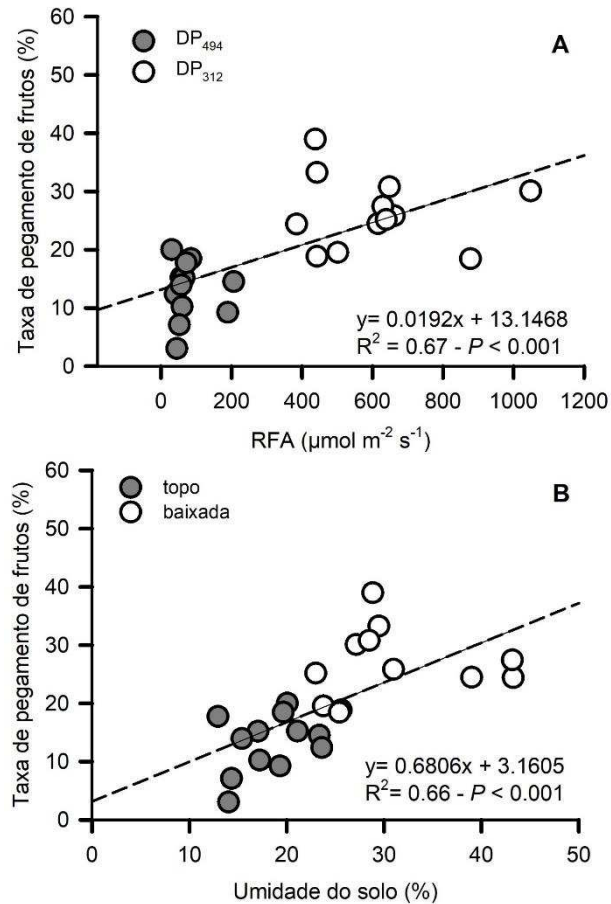 60
50
40
30
20
10
0
Taxa de pegamento de frutos (%)
DP₄₉₄
DP₃₁₂
A
y= 0.0192x + 13.1468
R² = 0.67 - P < 0.001
0 200 400 600 800 1000 1200
RFA (µmol m⁻² s⁻¹)
60
50
40
30
20
10
0
Taxa de pegamento de frutos (%)
topo
baixada
B
y= 0.6806x + 3.1605
R²= 0.66 - P < 0.001
0 10 20 30 40 50
Umidade do solo (%)